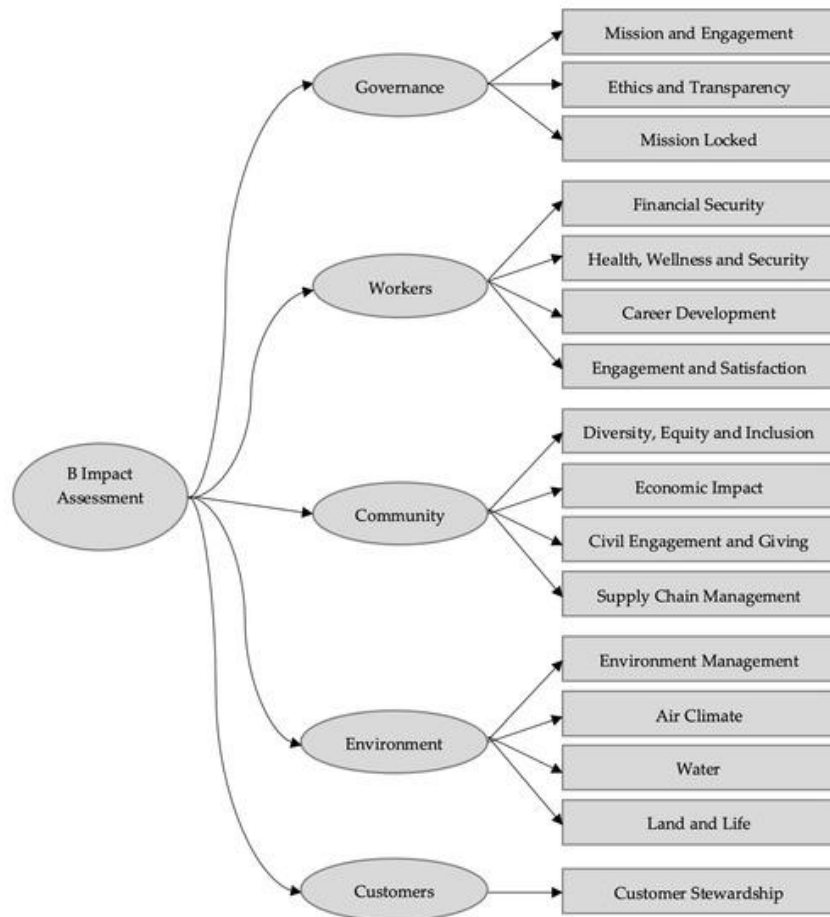 Mission and Engagement
Governance
Ethics and Transparency
Mission Locked
Financial Security
Health, Wellness and Security
Workers
Career Development
Engagement and Satisfaction
Diversity, Equity and Inclusion
B Impact
Assessment
Economic Impact
Community
Civil Engagement and Giving
Supply Chain Management
Environment Management
Air Climate
Environment
Water
Land and Life
Customers
Customer Stewardship